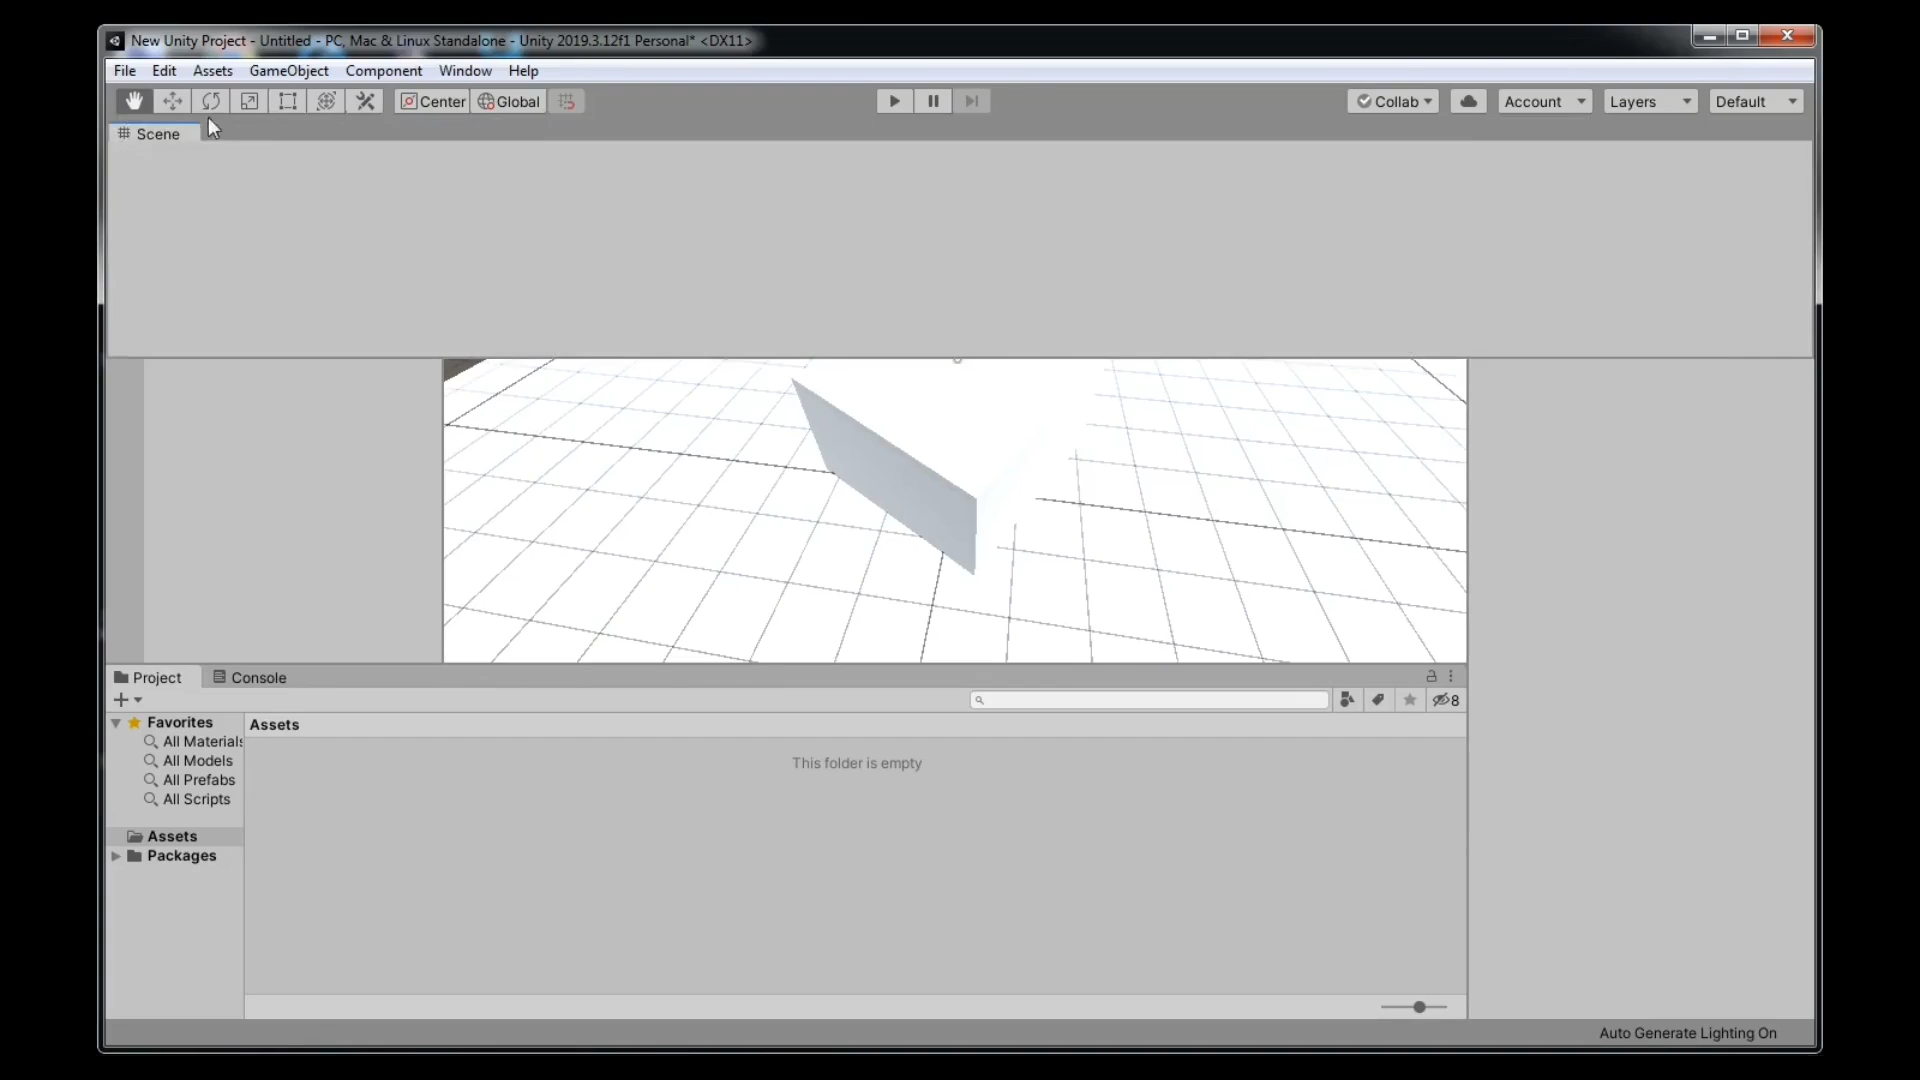 New Unity Project - Untitled - PC, Mac & Linux Standalone - Unity 2019.3.12f1 Personal* <DX11>
File Edit Assets GameObject Component Window Help
Center Global Collab Account Layers Default
Scene
Project Console
8
Favorites Assets
All Materials
This folder is empty
All Models
All Prefabs
All Scripts
Assets
Packages
Auto Generate Lighting On